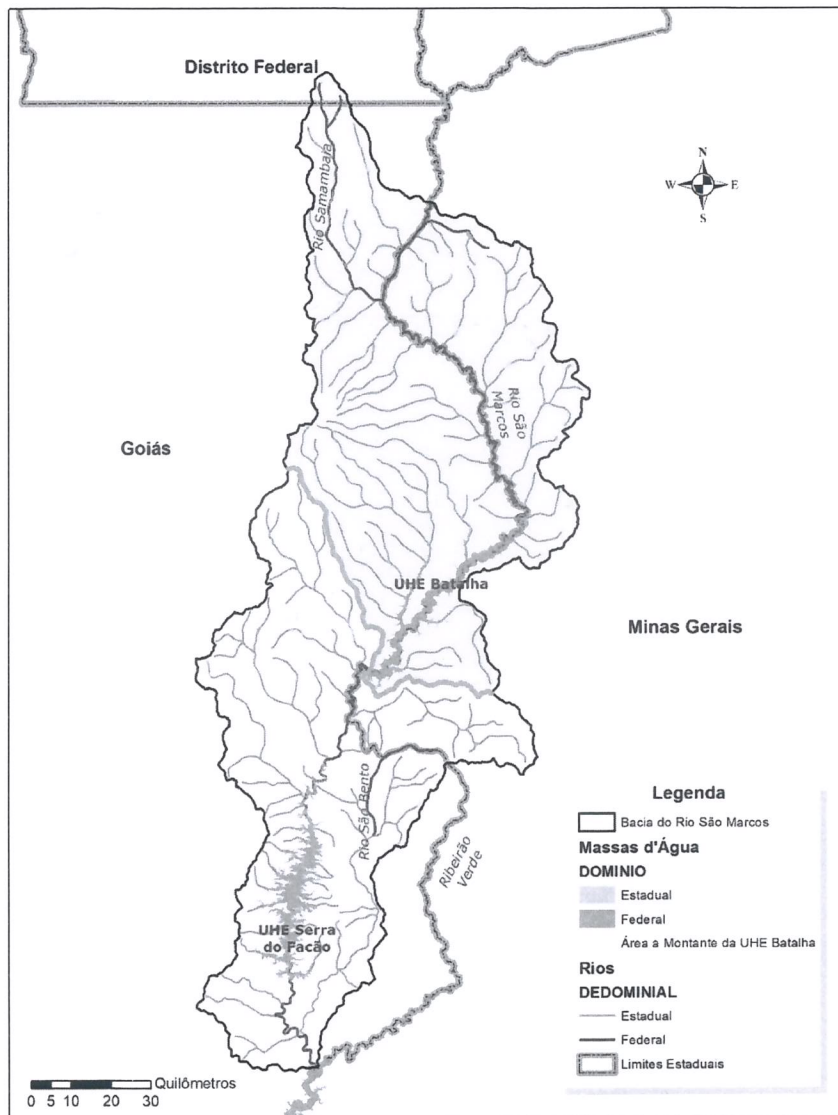 Distrito Federal
N
W E
S
Rio Samambaia
Rio São
Marcos
Goiás
UHE Batalha
Minas Gerais
Rio São Bento
Ribeirão
Verde
UHE Serra
do Facão
Legenda
Bacia do Rio São Marcos
Massas d'Água
DOMINIO
Estadual
Federal
Área a Montante da UHE Batalha
Rios
DEDOMINIAL
Estadual
Federal
Limites Estaduais
Quilômetros
0 5 10 20 30